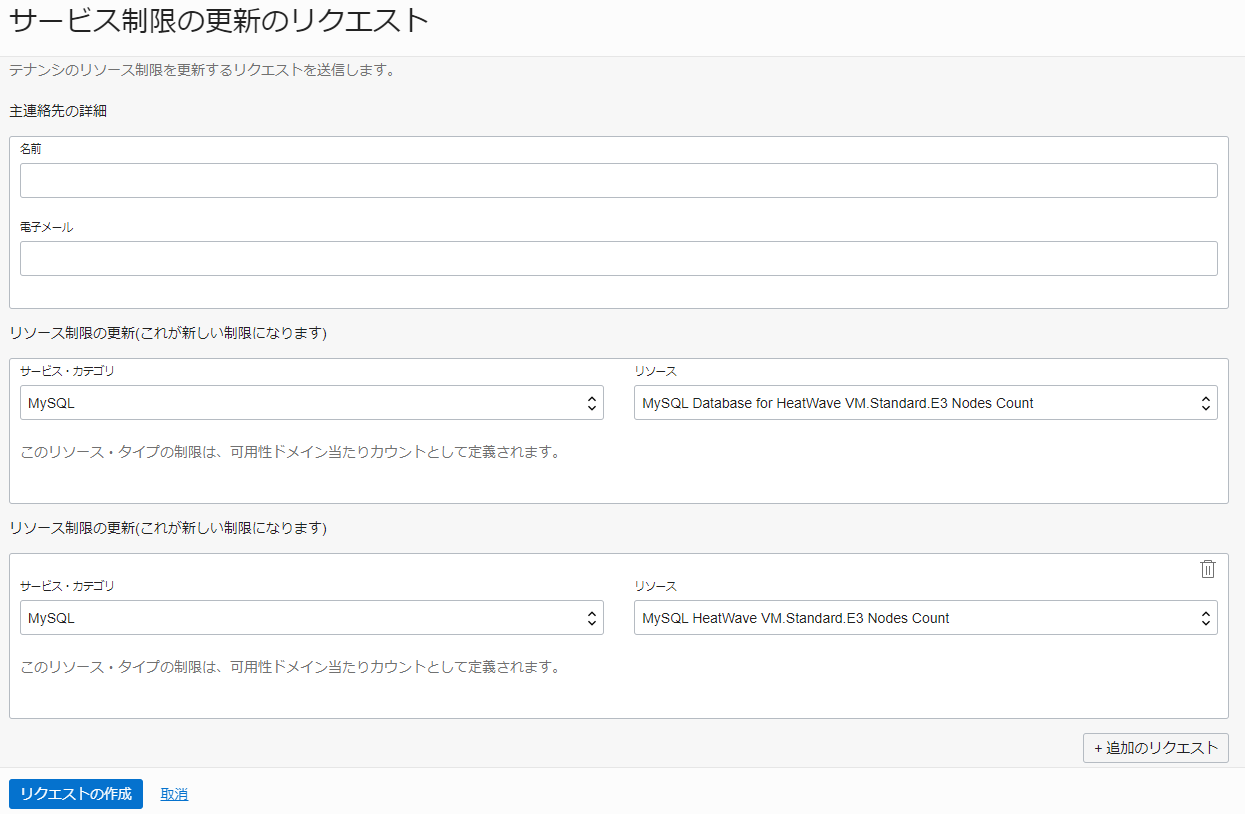 サービス制限の更新のリクエスト
テナンシのリソース制限を更新するリクエストを送信します。
主連絡先の詳細
名前
電子メール
リソース制限の更新(これが新しい制限になります)
サービス・カテゴリ
リソース
MySQL
MySQL Database for HeatWave VM.Standard.E3 Nodes Count
このリソース・タイプの制限は、可用性ドメイン当たりカウントとして定義されます。
リソース制限の更新(これが新しい制限になります)
サービス・カテゴリ
リソース
MySQL
MySQL HeatWave VM.Standard.E3 Nodes Count
このリソース・タイプの制限は、可用性ドメイン当たりカウントとして定義されます。
+ 追加のリクエスト
リクエストの作成
取消